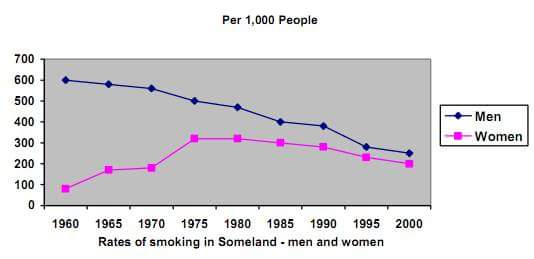 Per 1,000 People
700
600
500
400
300
200
100
0
1960 1965 1970 1975 1980 1985 1990 1995 2000
Rates of smoking in Someland - men and women
Men
Women